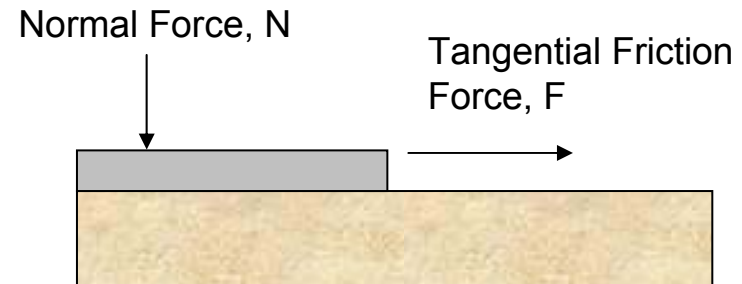 Normal Force, N
Tangential Friction
Force, F